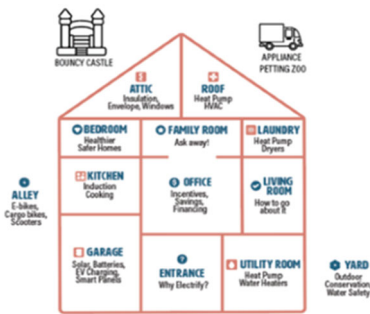 BOUNCY CASTLE
APPLIANCE
PETTING ZOO
ATTIC
Insulation,
Envelope, Windows
ROOF
Heat Pump
HVAC
BEDROOM
Healthier
Safer Homes
FAMILY ROOM
Ask away!
LAUNDRY
Heat Pump
Dryers
ALLEY
E-bikes,
Cargo bikes,
Scooters
KITCHEN
Induction
Cooking
OFFICE
Incentives,
Savings,
Financing
LIVING
ROOM
How to go
about it
GARAGE
Solar, Batteries,
EV Charging,
Smart Panels
ENTRANCE
Why Electrify?
UTILITY ROOM
Heat Pump
Water Heaters
YARD
Outdoor
Conservation
Water Safety